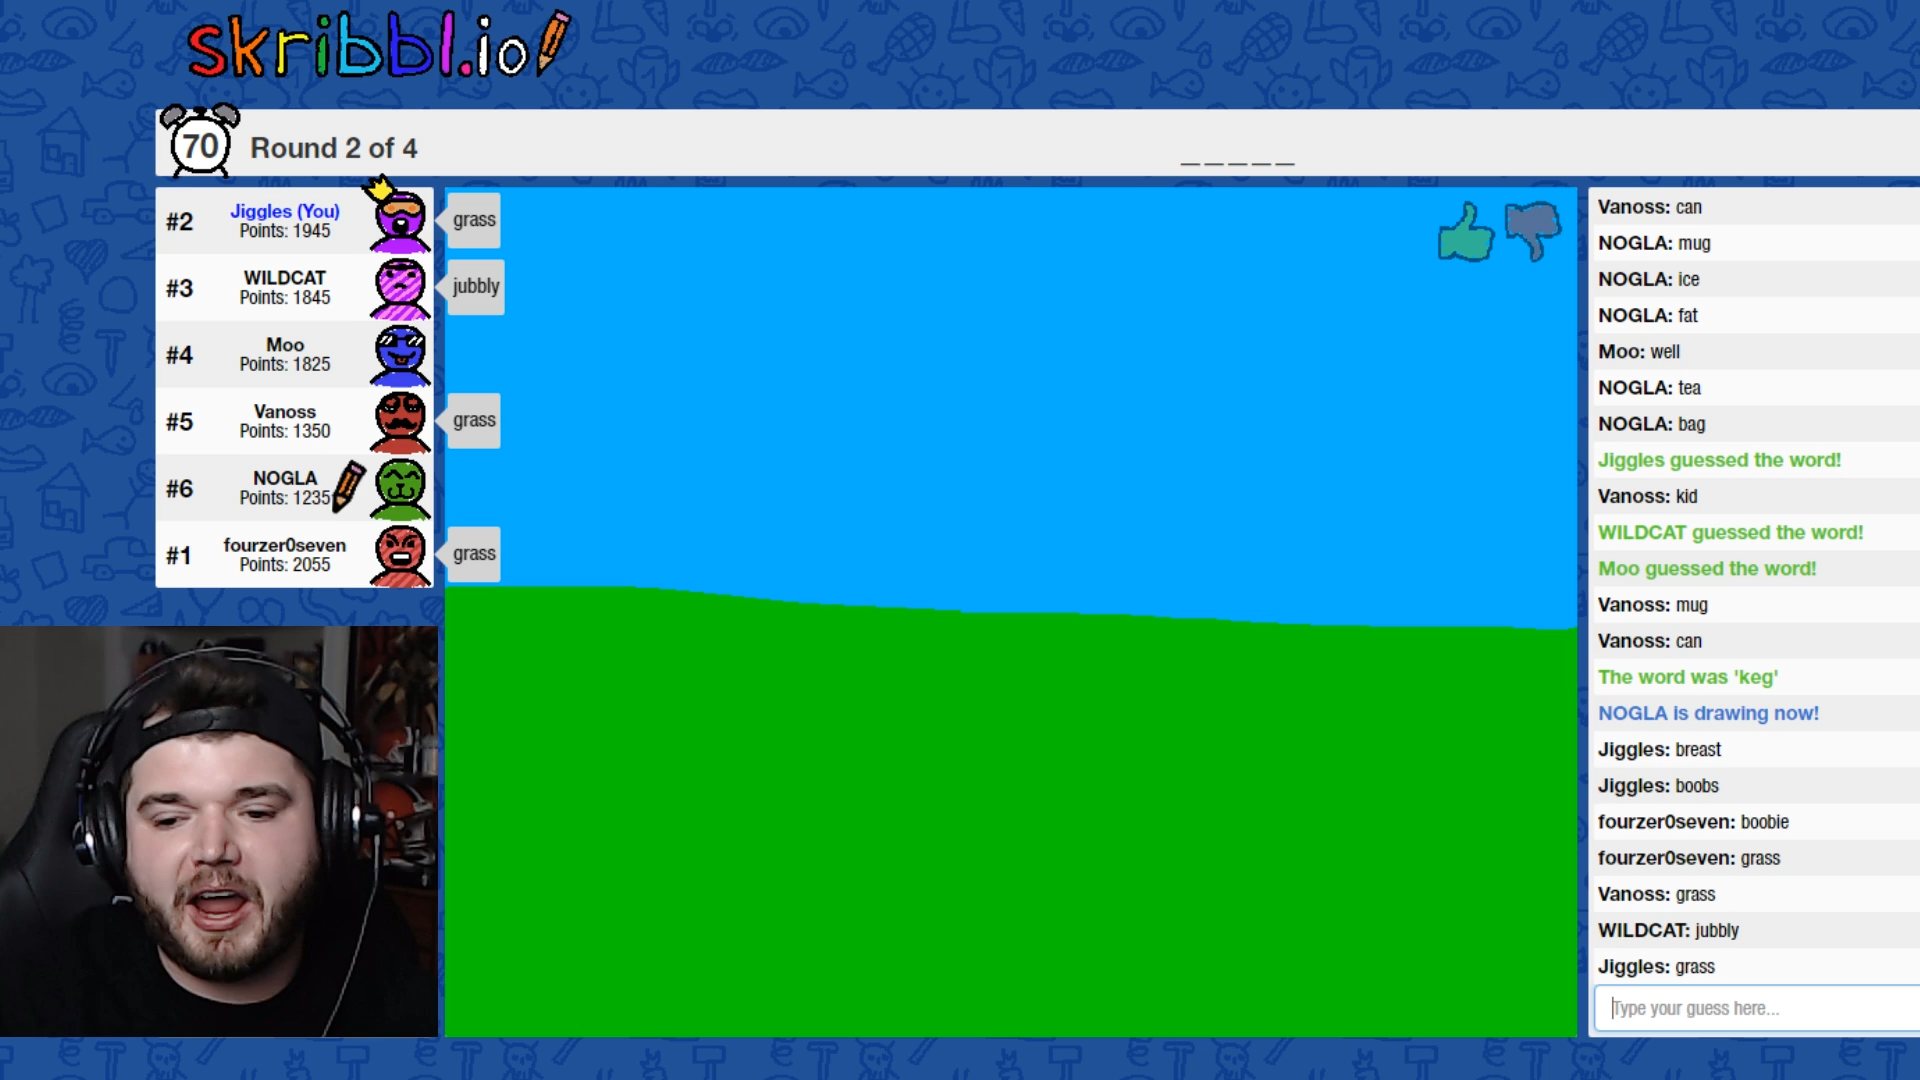 skribbl.io
70
Round 2 of 4
_ _ _ _ _
#2
Jiggles (You)
Points: 1945
grass
#3
WILDCAT
Points: 1845
jubbly
#4
Moo
Points: 1825
#5
Vanoss
Points: 1350
grass
#6
NOGLA
Points: 1235
#1
fourzer0seven
Points: 2055
grass
Vanoss: can
NOGLA: mug
NOGLA: ice
NOGLA: fat
Moo: well
NOGLA: tea
NOGLA: bag
Jiggles guessed the word!
Vanoss: kid
WILDCAT guessed the word!
Moo guessed the word!
Vanoss: mug
Vanoss: can
The word was 'keg'
NOGLA is drawing now!
Jiggles: breast
Jiggles: boobs
fourzer0seven: boobie
fourzer0seven: grass
Vanoss: grass
WILDCAT: jubbly
Jiggles: grass
Type your guess here...